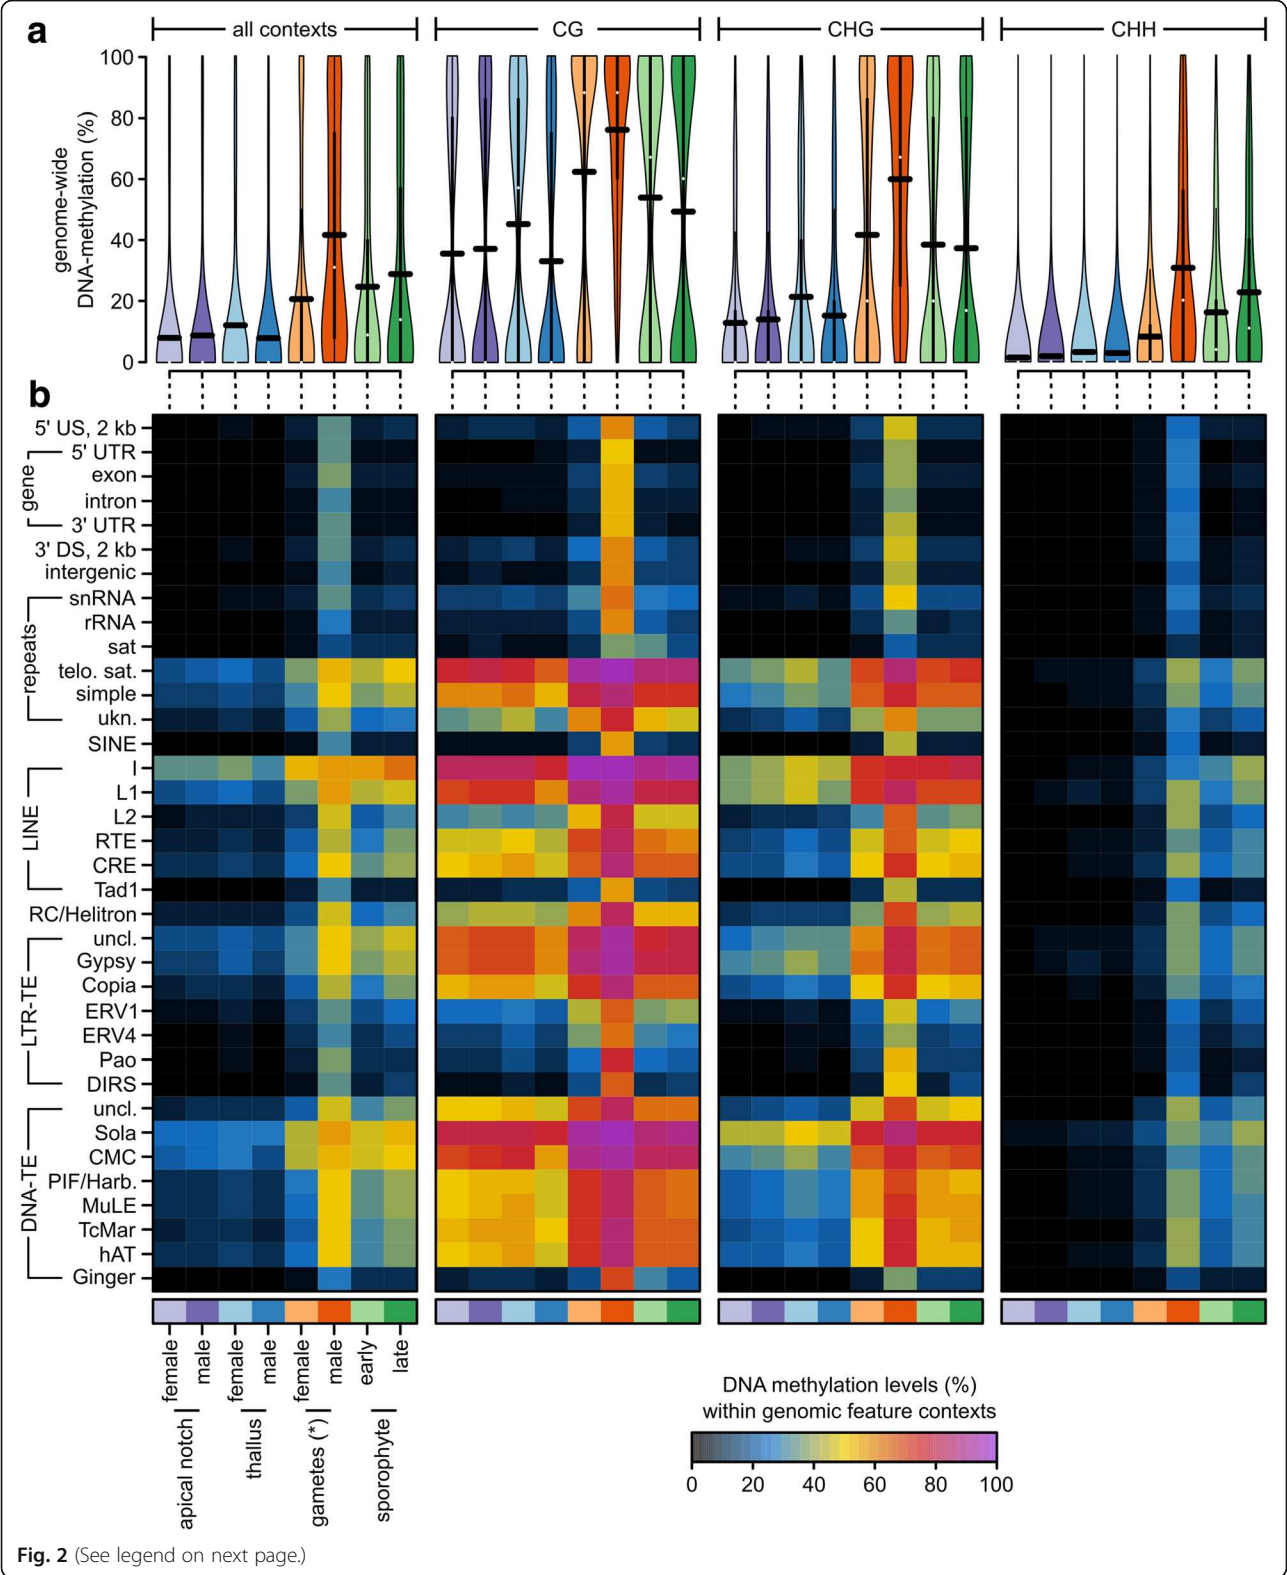 a
all contexts
CG
CHG
CHH
genome-wide
DNA-methylation (%)
100
80
60
40
20
0
b
5' US, 2 kb
gene
5' UTR
exon
intron
3' UTR
3' DS, 2 kb
intergenic
repeats
snRNA
rRNA
sat
telo. sat.
simple
ukn.
SINE
LINE
I
L1
L2
RTE
CRE
Tad1
RC/Helitron
LTR-TE
uncl.
Gypsy
Copia
ERV1
ERV4
Pao
DIRS
DNA-TE
uncl.
Sola
CMC
PIF/Harb.
MuLE
TcMar
hAT
Ginger
female
male
female
male
female
male
early
late
apical notch
thallus
gametes (*)
sporophyte
DNA methylation levels (%)
within genomic feature contexts
0 20 40 60 80 100
Fig. 2 (See legend on next page.)